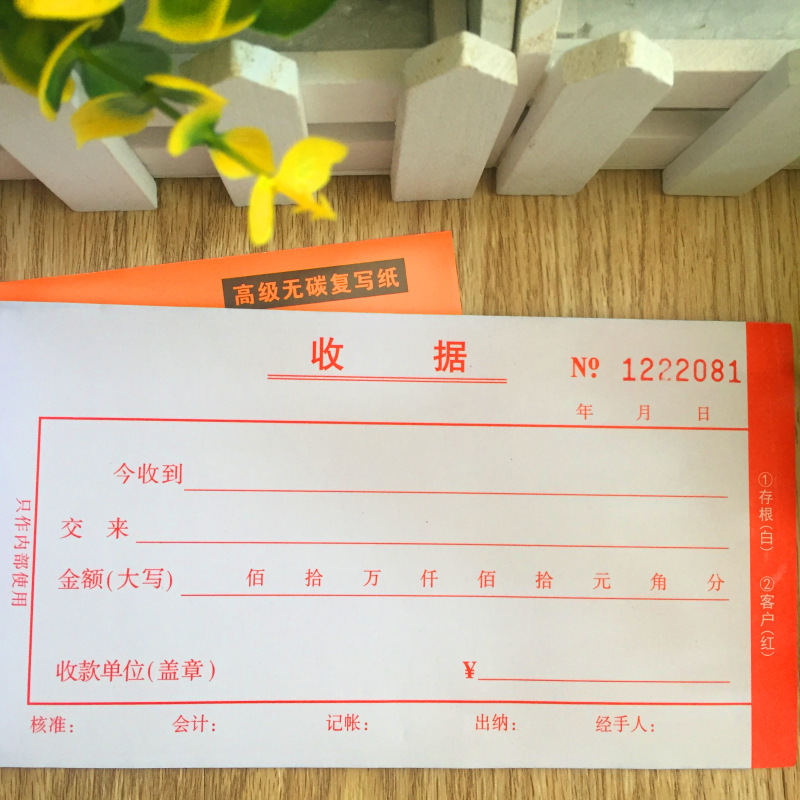 高级无碳复写纸
收 据
Nº 1222081
年 月 日
今收到
交 来
金额(大写) 佰 拾 万 仟 佰 拾 元 角 分
收款单位(盖章) ¥
核准: 会计: 记帐: 出纳: 经手人:
只作内部使用
①存根(白) ②客户(红)